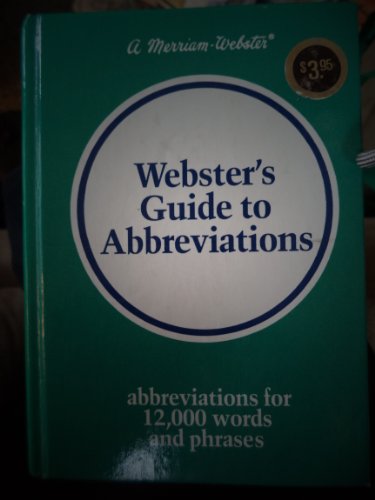 A Merriam-Webster®
$3.95
Webster's
Guide to
Abbreviations
abbreviations for
12,000 words
and phrases